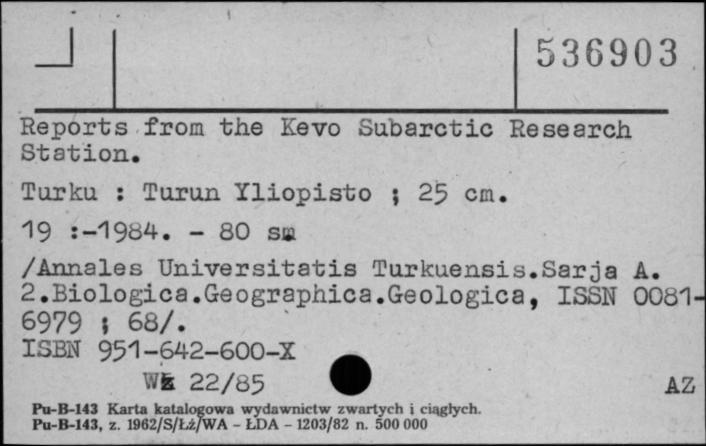 536903
Reports from the Kevo Subarctic Research
Station.
Turku : Turun Yliopisto ; 25 cm.
19 :-1984. - 80 sm
/Annales Universitatis Turkuensis.Sarja A.
2.Biologica.Geographica.Geologica, ISSN 0081-
6979 ; 68/.
ISBN 951-642-600-X
22/85
AZ
Pu-B-143 Karta katalogowa wydawnictw zwartych i ciągłych.
Pu-B-143, z. 1962/S/Łż/WA - ŁDA - 1203/82 n. 500 000